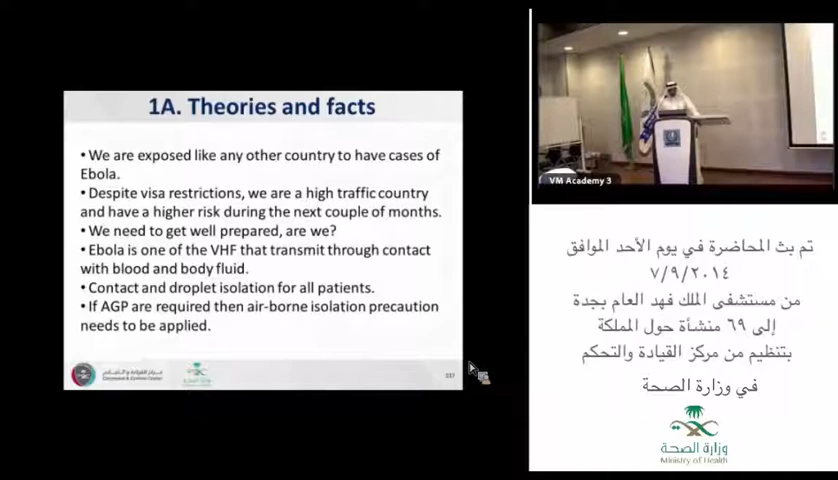 1A. Theories and facts
• We are exposed like any other country to have cases of
Ebola.
• Despite visa restrictions, we are a high traffic country
and have a higher risk during the next couple of months.
• We need to get well prepared, are we?
• Ebola is one of the VHF that transmit through contact
with blood and body fluid.
• Contact and droplet isolation for all patients.
• If AGP are required then air-borne isolation precaution
needs to be applied.
مركز القيادة والتحكم
Command & Control Center
VM Academy 3
تم بث المحاضرة في يوم الأحد الموافق
٧/٩/٢٠١٤
من مستشفى الملك فهد العام بجدة
إلى ٦٩ منشأة حول المملكة
بتنظيم من مركز القيادة والتحكم
في وزارة الصحة
وزارة الصحة
Ministry of Health